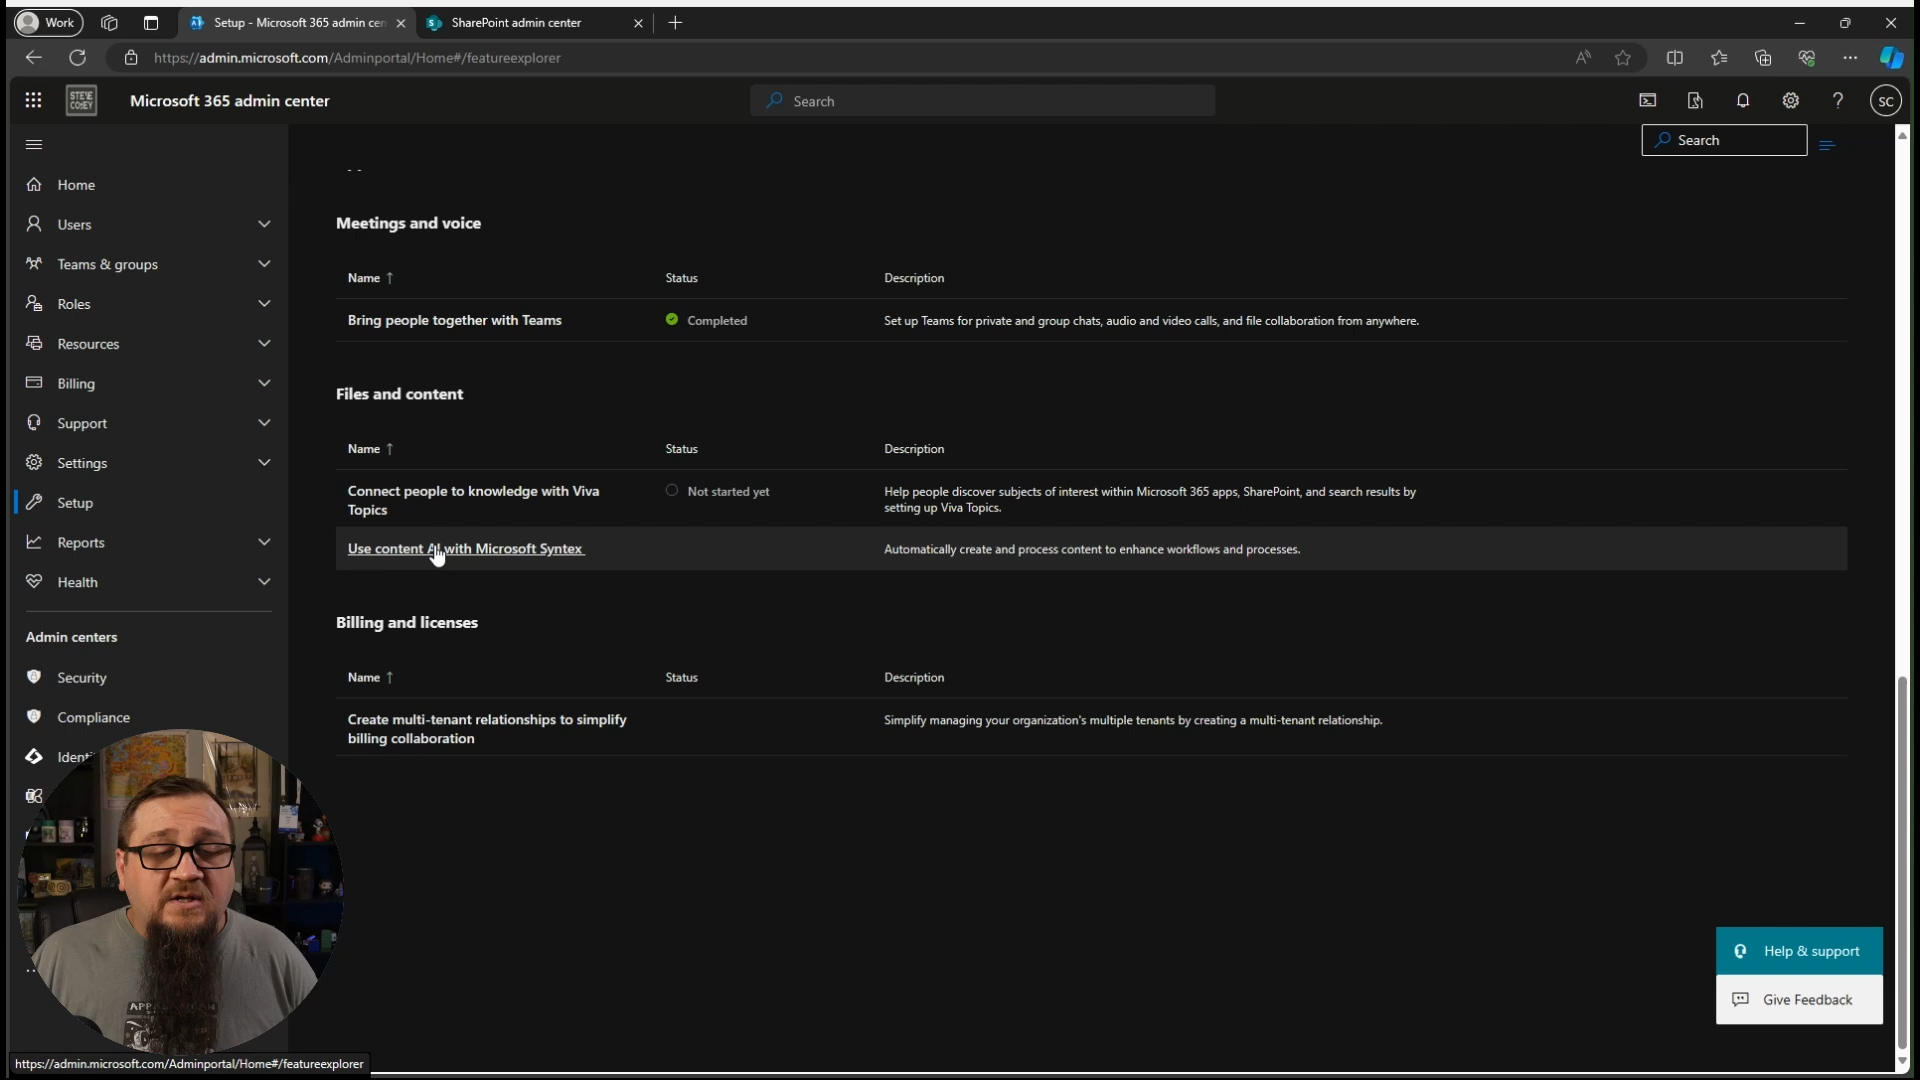 Work
Setup - Microsoft 365 admin cen
SharePoint admin center
https://admin.microsoft.com/Adminportal/Home#/featureexplorer
STEVE
COREY
Microsoft 365 admin center
Search
SC
Search
Home
Users
Teams & groups
Roles
Resources
Billing
Support
Settings
Setup
Reports
Health
Admin centers
Security
Compliance
Meetings and voice
Name ↑ Status Description
Bring people together with Teams Completed Set up Teams for private and group chats, audio and video calls, and file collaboration from anywhere.
Files and content
Name ↑ Status Description
Connect people to knowledge with Viva Topics
Not started yet
Help people discover subjects of interest within Microsoft 365 apps, SharePoint, and search results by
setting up Viva Topics.
Use content AI with Microsoft Syntex Automatically create and process content to enhance workflows and processes.
Billing and licenses
Name ↑ Status Description
Create multi-tenant relationships to simplify
billing collaboration
Simplify managing your organization's multiple tenants by creating a multi-tenant relationship.
Help & support
Give Feedback
https://admin.microsoft.com/Adminportal/Home#/featureexplorer